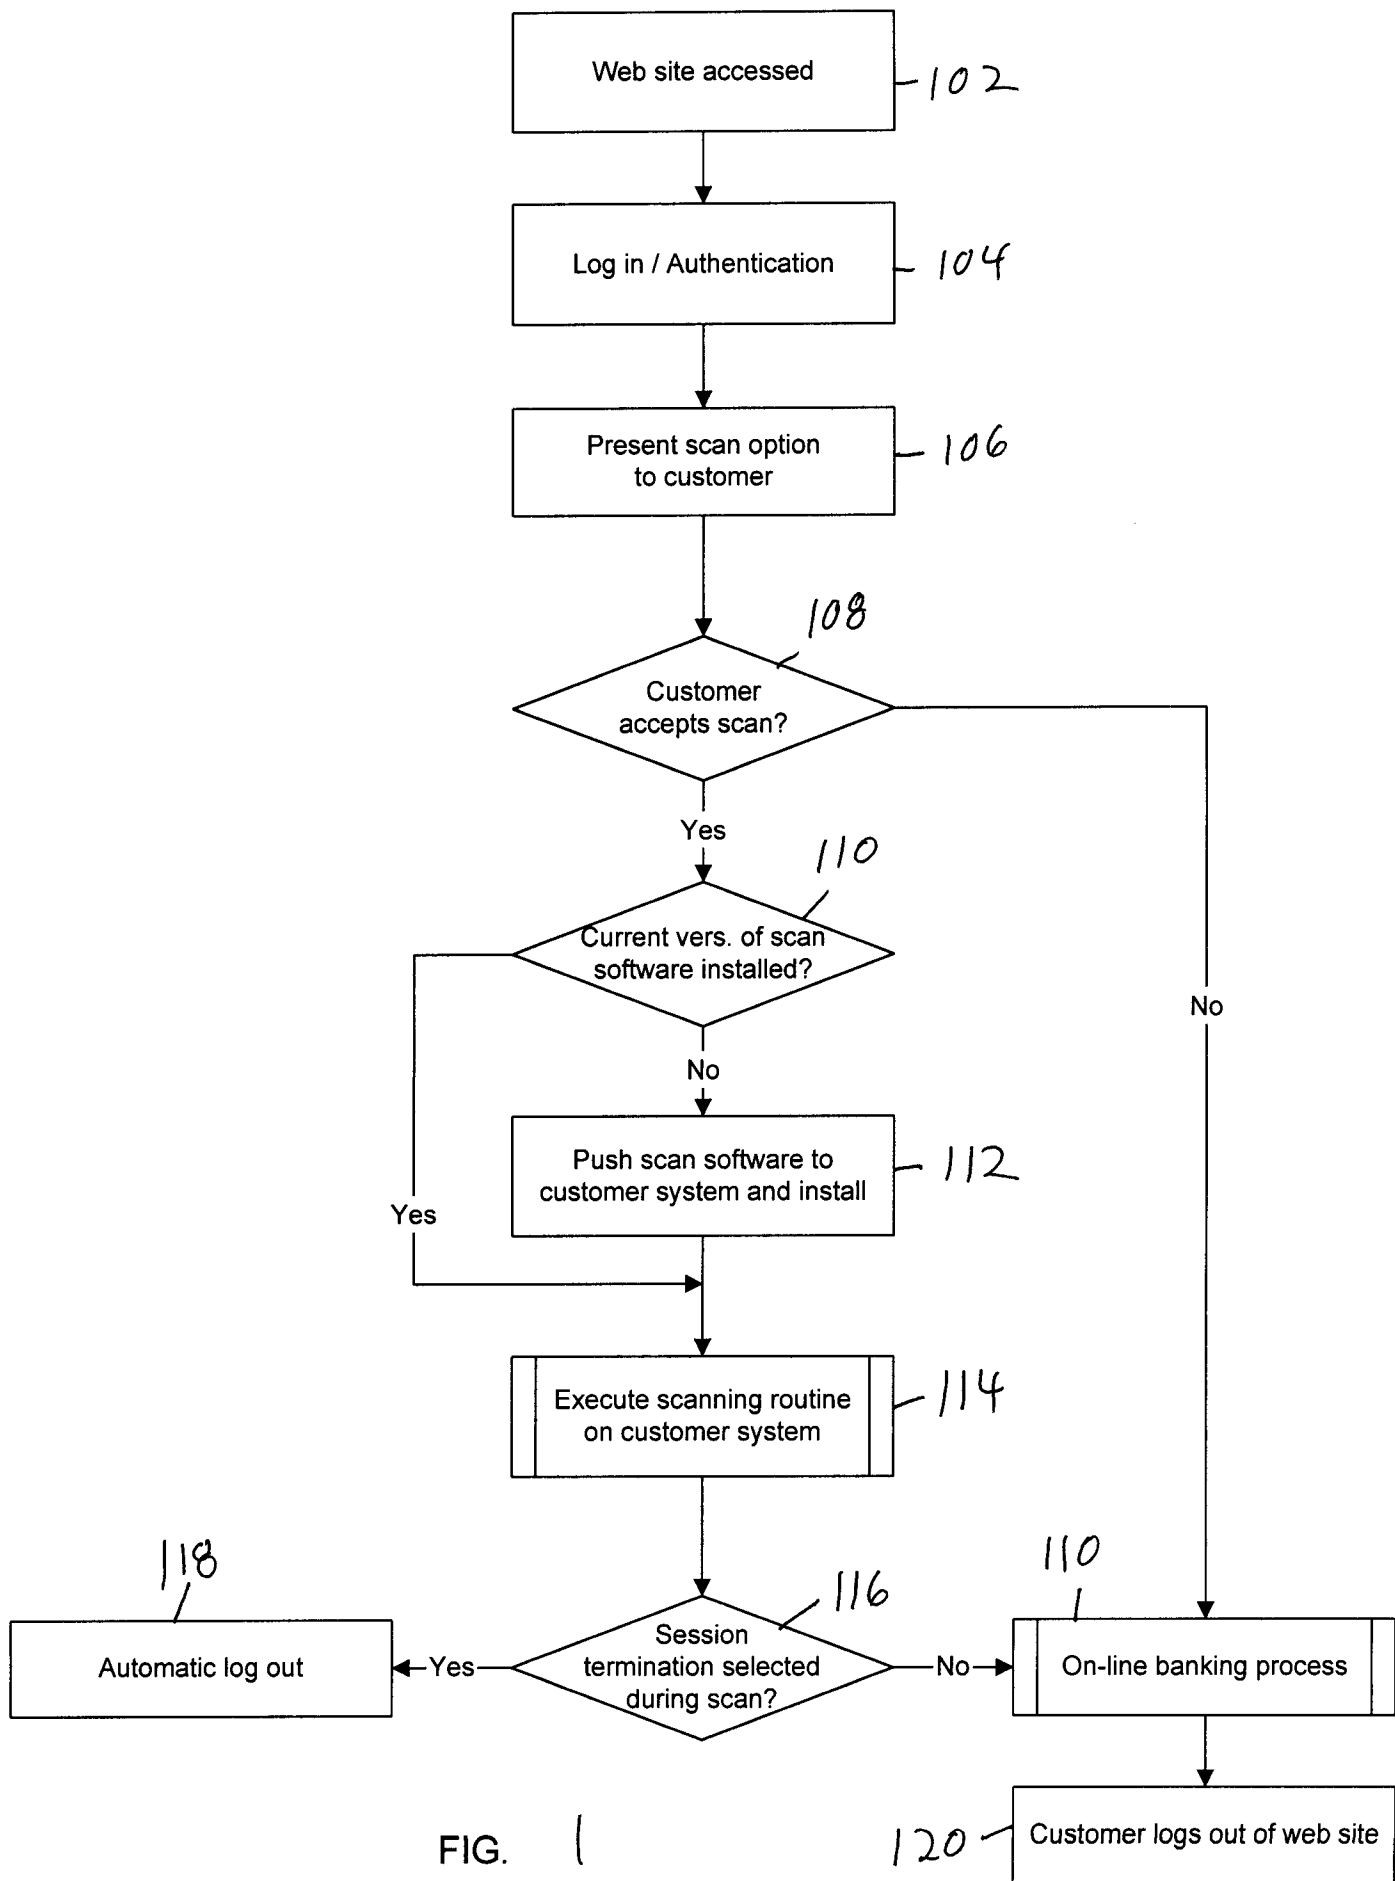 Web site accessed
102
Log in / Authentication
104
Present scan option
to customer
106
108
Customer
accepts scan?
Yes
110
Current vers. of scan
software installed?
No
No
Push scan software to
customer system and install
112
Yes
Execute scanning routine
on customer system
114
118
116
110
Automatic log out
Yes
Session
termination selected
during scan?
No
On-line banking process
120
Customer logs out of web site
FIG. 1